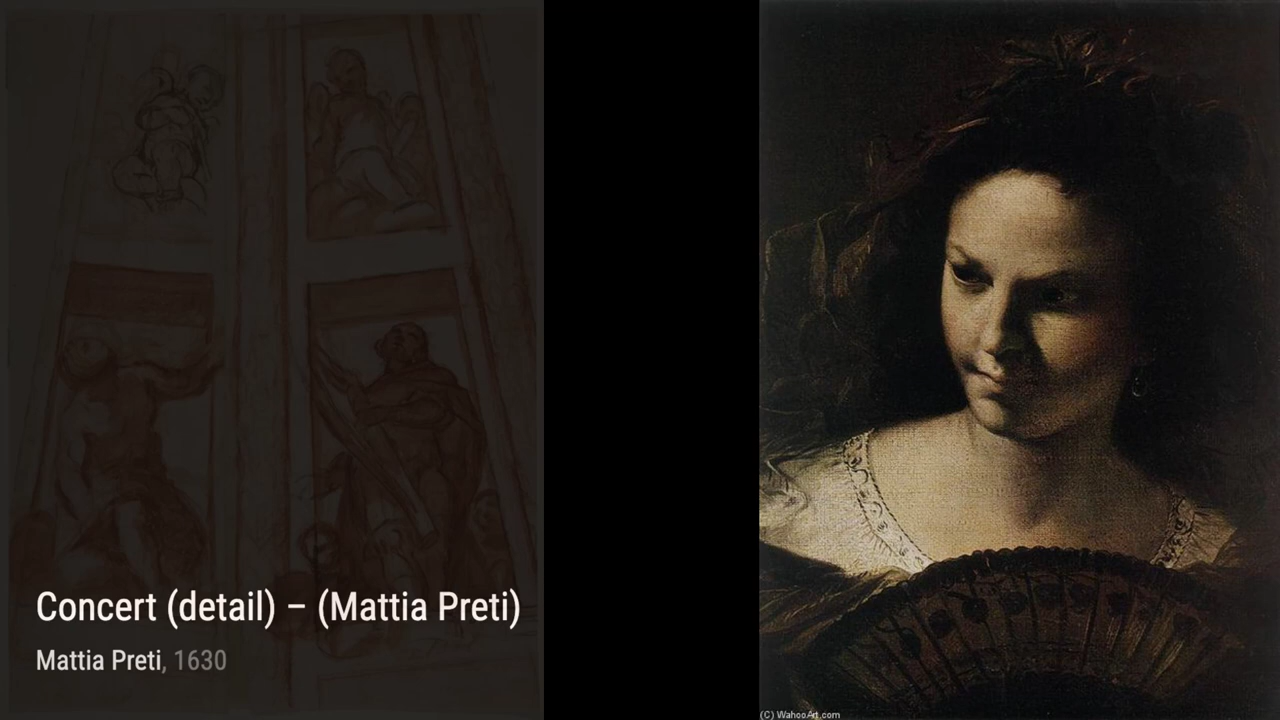 Concert (detail) – (Mattia Preti)
Mattia Preti, 1630
(C) WahooArt.com